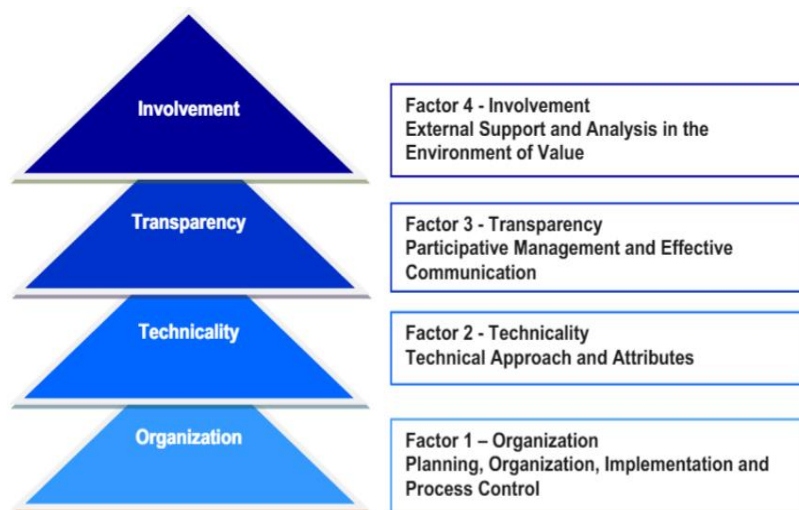 Involvement
Factor 4 - Involvement
External Support and Analysis in the
Environment of Value
Transparency
Factor 3 - Transparency
Participative Management and Effective
Communication
Technicality
Factor 2 - Technicality
Technical Approach and Attributes
Organization
Factor 1 – Organization
Planning, Organization, Implementation and
Process Control